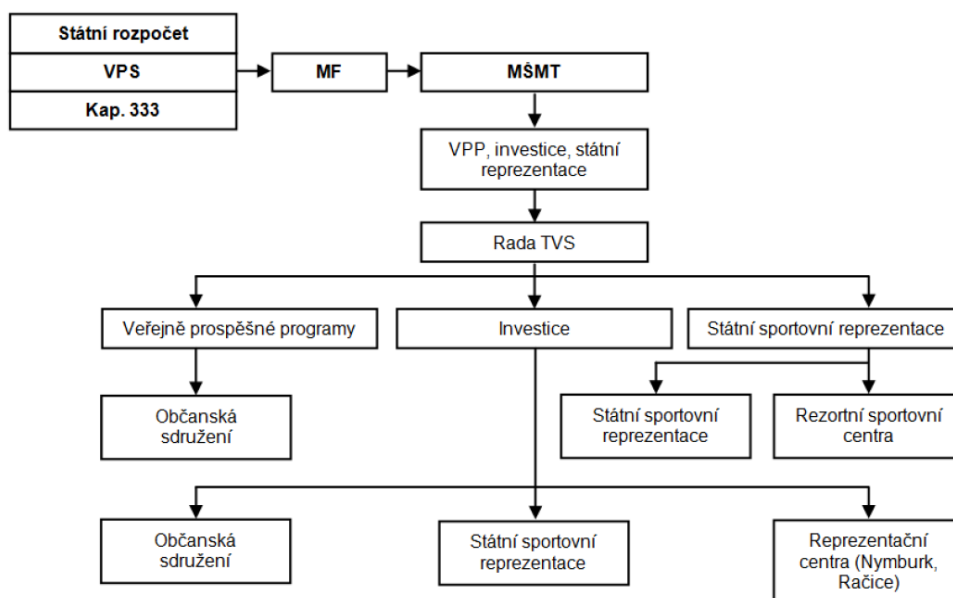 Státní rozpočet
VPS
Kap. 333
MF
MŠMT
VPP, investice, státní
reprezentace
Rada TVS
Veřejně prospěšné programy
Investice
Státní sportovní reprezentace
Občanská
sdružení
Státní sportovní
reprezentace
Rezortní sportovní
centra
Občanská
sdružení
Státní sportovní
reprezentace
Reprezentační
centra (Nymburk,
Račice)